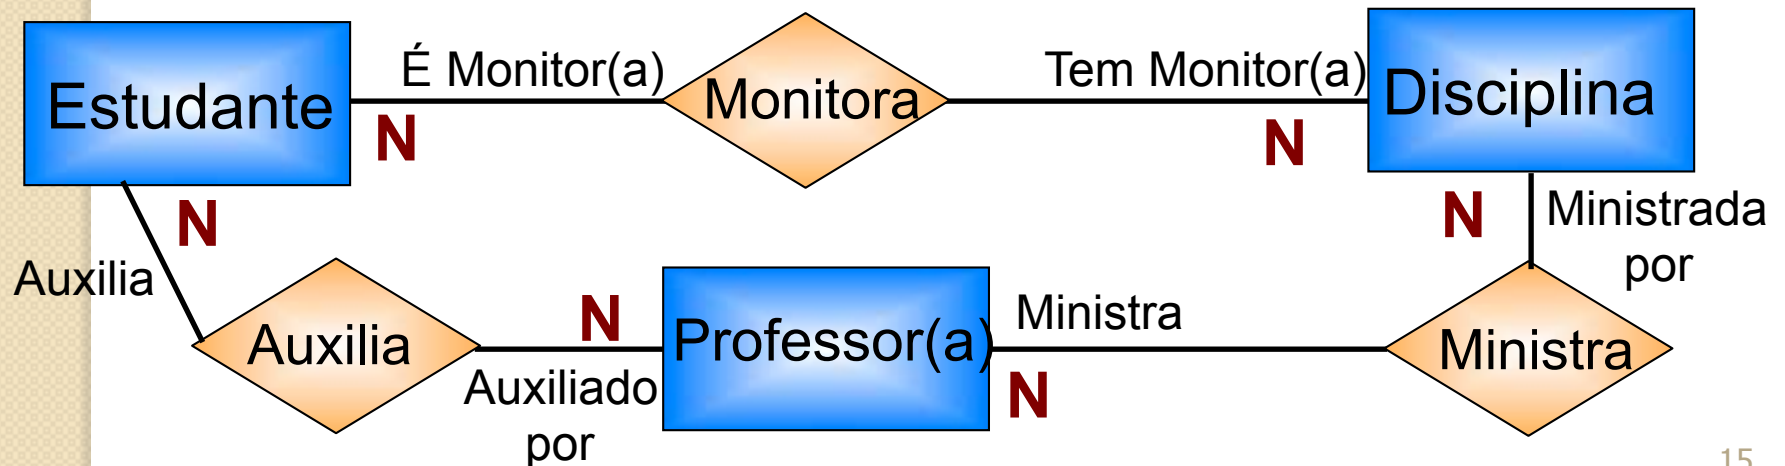 É Monitor(a)
Tem Monitor(a)
Estudante
Monitora
Disciplina
N
N
N
N
Ministrada
por
Auxilia
Auxilia
N
Professor(a)
Ministra
Ministra
Auxiliado
por
N
15